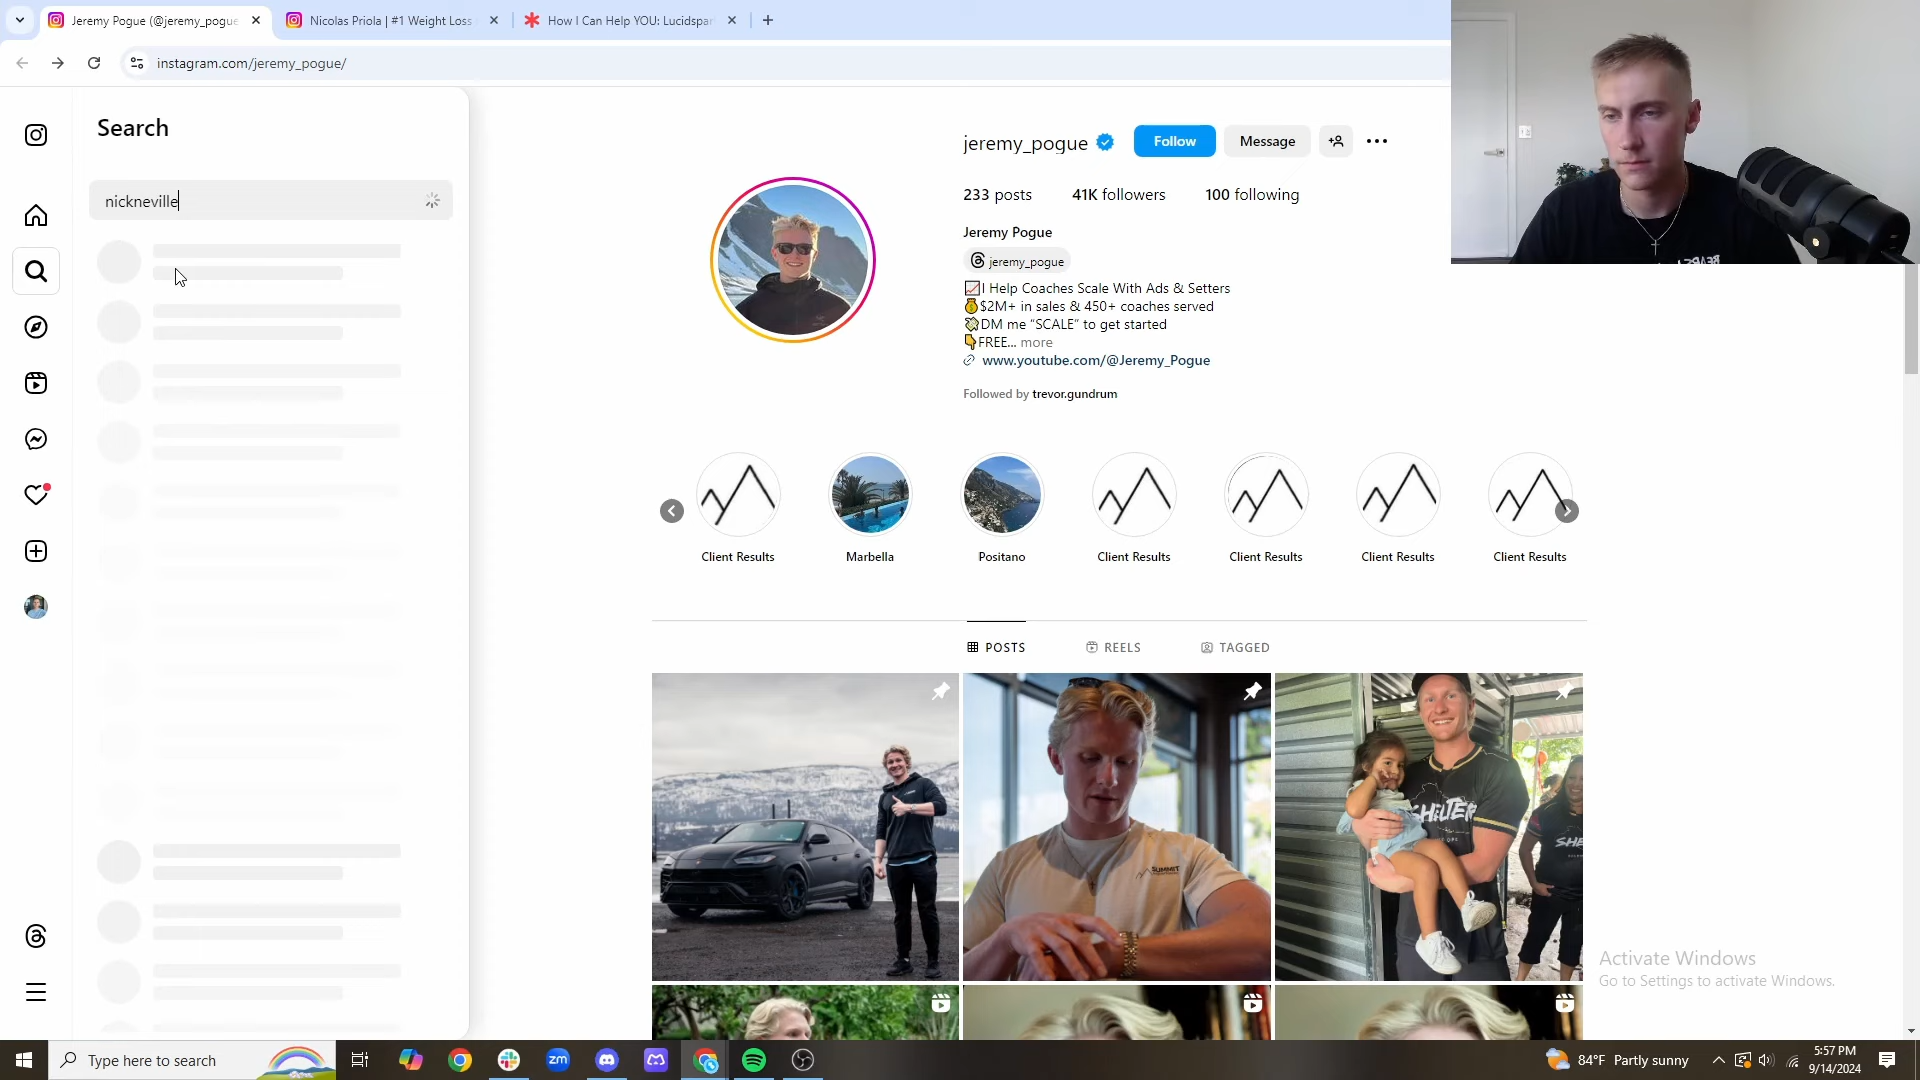 Jeremy Pogue (@jeremy_pogue
Nicolas Priola | #1 Weight Loss
How I Can Help YOU: Lucidspar
instagram.com/jeremy_pogue/
Search
nickneville
jeremy_pogue
Follow
Message
233 posts
41K followers
100 following
Jeremy Pogue
jeremy_pogue
📈I Help Coaches Scale With Ads & Setters
💰$2M+ in sales & 450+ coaches served
💸DM me “SCALE” to get started
👇FREE... more
www.youtube.com/@Jeremy_Pogue
Followed by trevor.gundrum
Client Results
Marbella
Positano
Client Results
Client Results
Client Results
Client Results
POSTS
REELS
TAGGED
SUMMIT
Activate Windows
Go to Settings to activate Windows.
Type here to search
zm
84°F Partly sunny
5:57 PM
9/14/2024